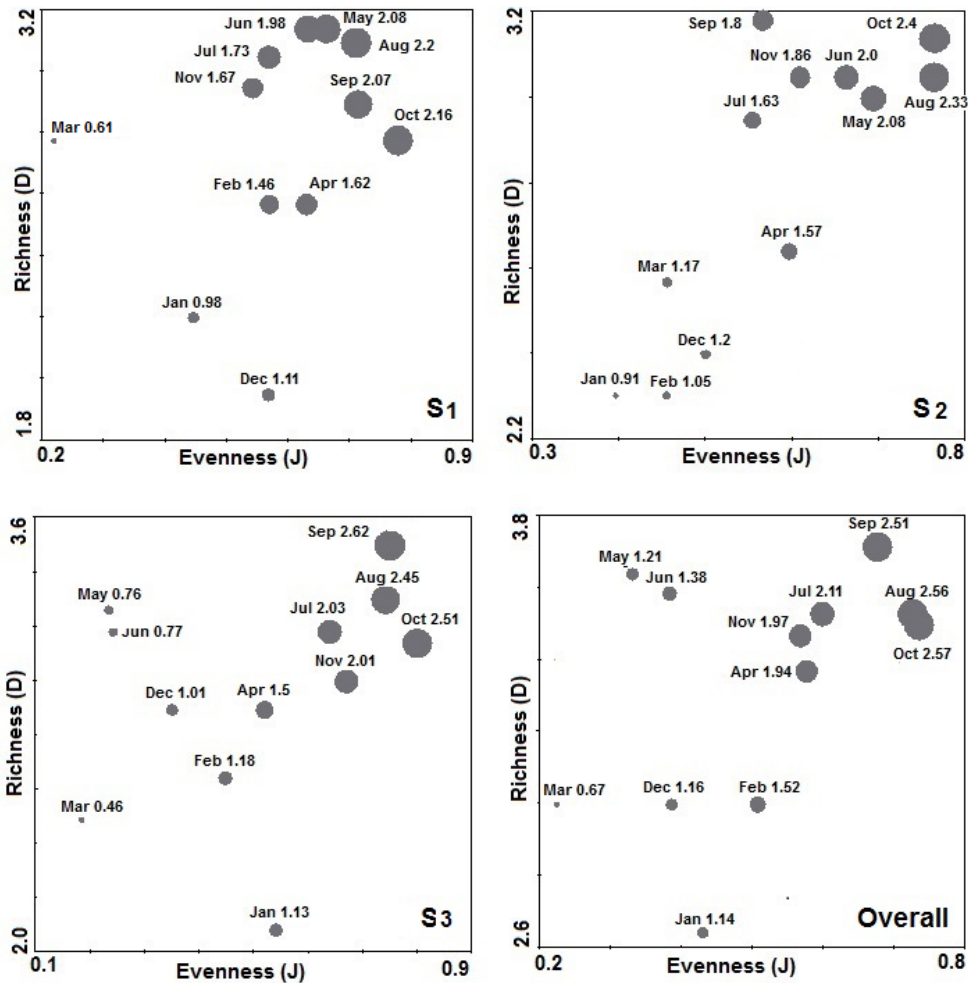 3.2
Jun 1.98
May 2.08
Jul 1.73
Aug 2.2
Nov 1.67
Sep 2.07
Oct 2.16
Mar 0.61
Feb 1.46
Apr 1.62
Jan 0.98
Dec 1.11
S1
Richness (D)
1.8
0.2
Evenness (J)
0.9
3.2
Sep 1.8
Oct 2.4
Nov 1.86
Jun 2.0
Jul 1.63
Aug 2.33
May 2.08
Apr 1.57
Mar 1.17
Dec 1.2
Jan 0.91
Feb 1.05
S2
Richness (D)
2.2
0.3
Evenness (J)
0.8
3.6
Sep 2.62
May 0.76
Aug 2.45
Jun 0.77
Jul 2.03
Oct 2.51
Nov 2.01
Dec 1.01
Apr 1.5
Feb 1.18
Mar 0.46
Jan 1.13
S3
Richness (D)
2.0
0.1
Evenness (J)
0.9
3.8
Sep 2.51
May 1.21
Jun 1.38
Jul 2.11
Aug 2.56
Nov 1.97
Oct 2.57
Apr 1.94
Mar 0.67
Dec 1.16
Feb 1.52
Jan 1.14
Overall
Richness (D)
2.6
0.2
Evenness (J)
0.8